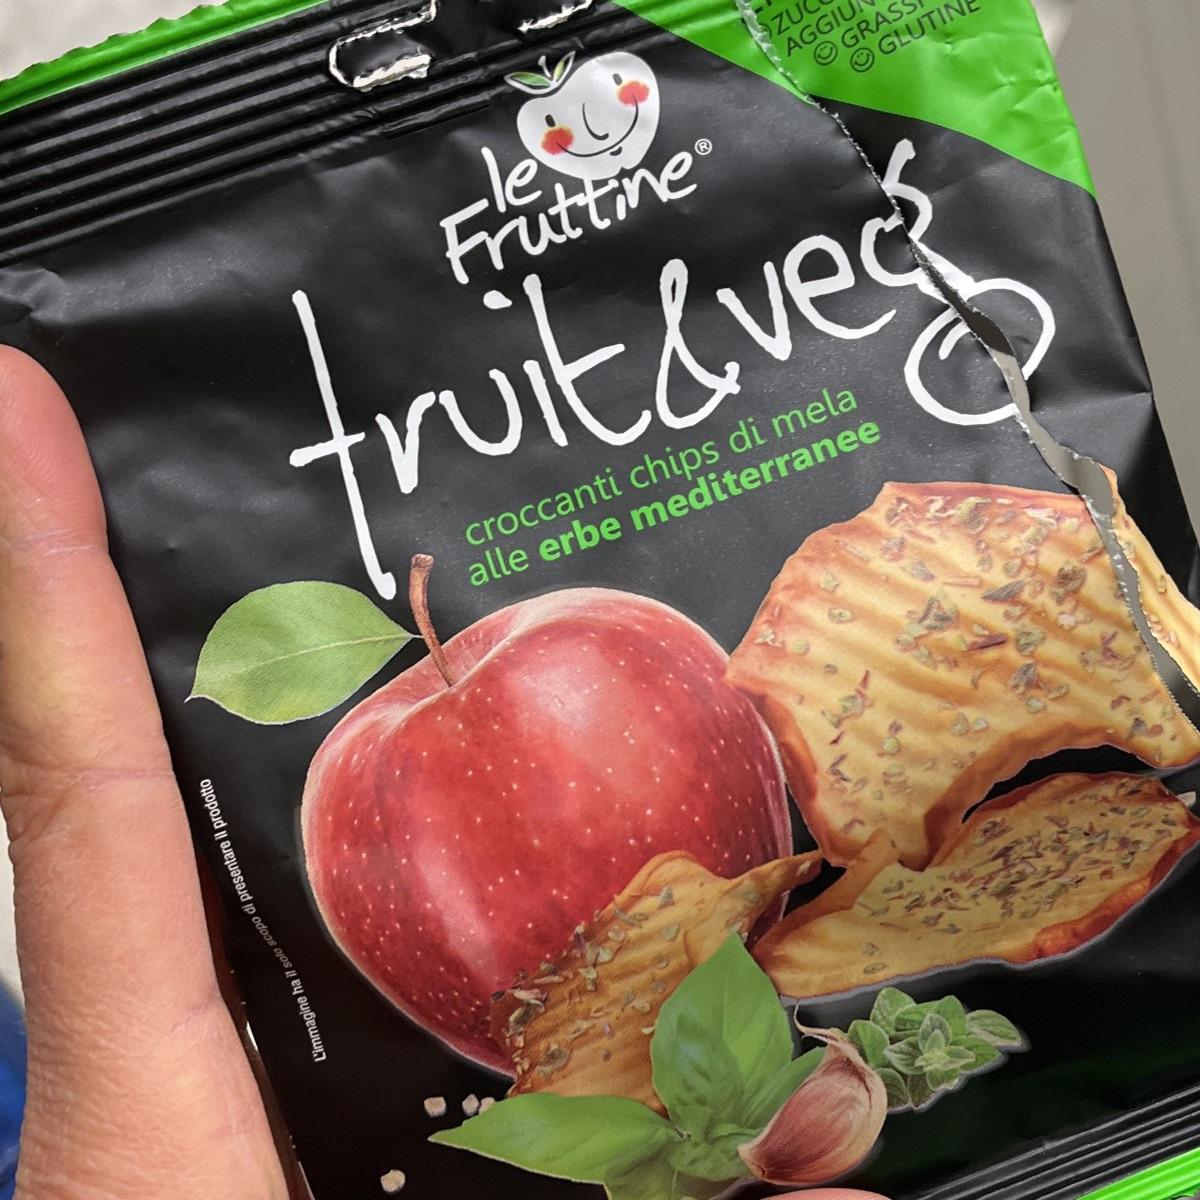 ZUCC
AGGIUN
GRASSI
GLUTINE
le
Fruttine®
fruit&veg
croccanti chips di mela
alle erbe mediterranee
L'immagine ha il solo scopo di presentare il prodotto